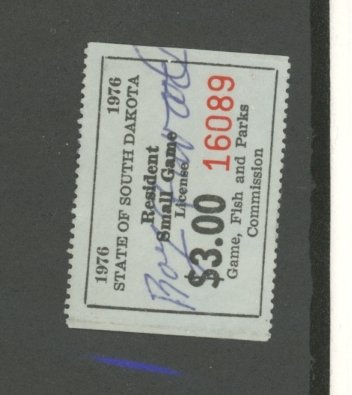 1976 1976
STATE OF SOUTH DAKOTA
Resident
Small Game
License
$3.00 16089
Game, Fish and Parks
Commission